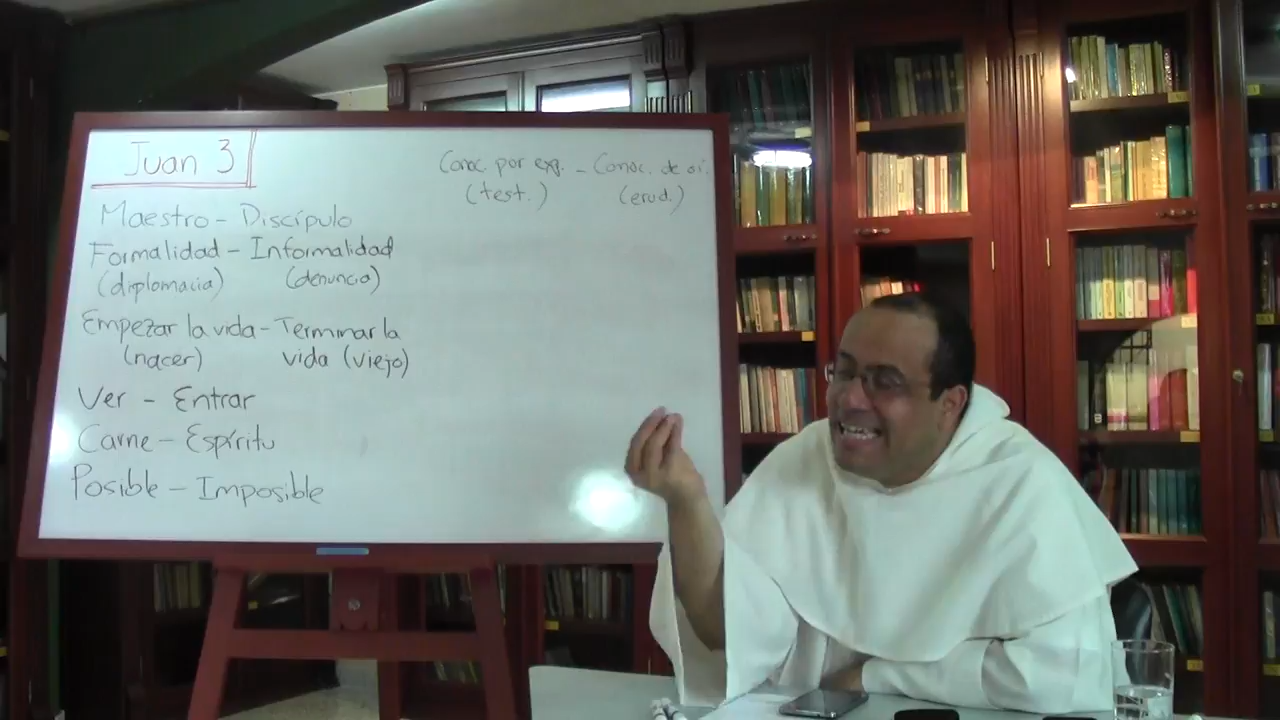 Juan 3
Maestro - Discípulo
Formalidad - Informalidad
(diplomacia) (denuncia)
Empezar la vida - Terminar la
(nacer) vida (viejo)
Ver - Entrar
Carne - Espíritu
Posible - Imposible
Conoc. por exp. - Conoc. de oí.
(test.) (erud.)